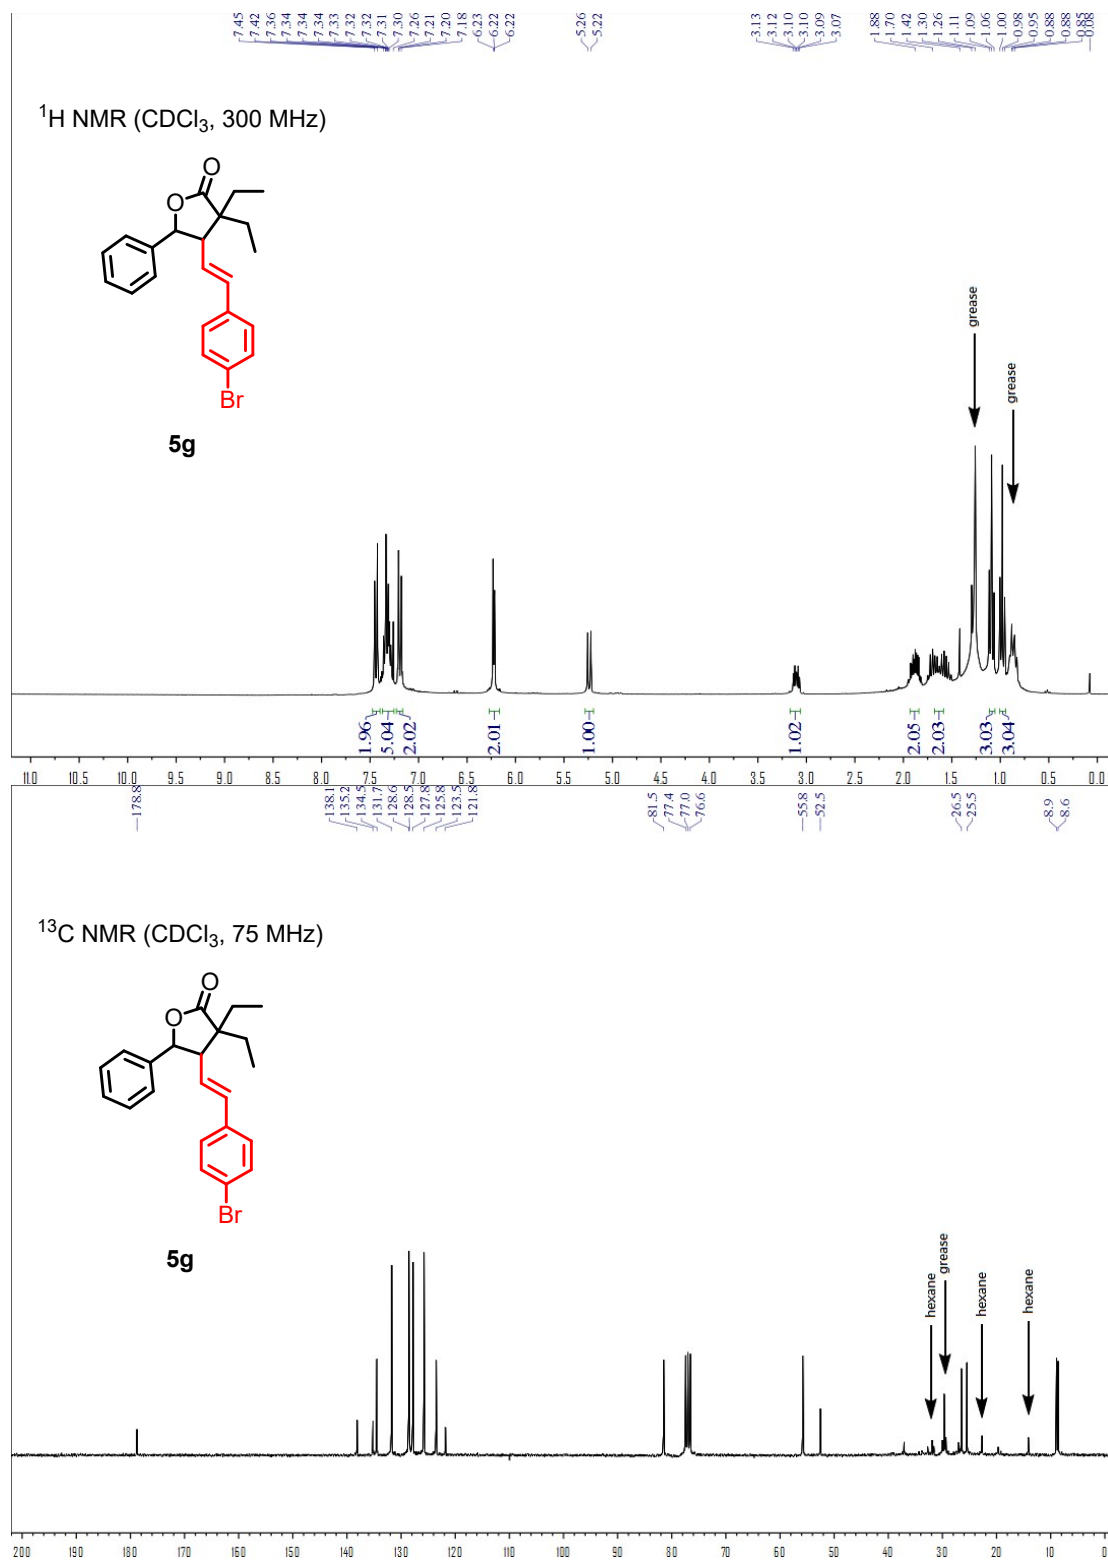 7.45 7.42 7.36 7.34 7.34 7.34 7.33 7.32 7.32 7.31 7.30 7.26 7.21 7.20 7.18 6.23 6.22 6.22 5.26 5.22 3.13 3.12 3.10 3.10 3.09 3.07 1.88 1.70 1.42 1.30 1.26 1.11 1.09 1.06 1.00 0.98 0.95 0.88 0.88 0.85 0.08
¹H NMR (CDCl₃, 300 MHz)
O
O
Br
5g
grease
grease
1.96 5.04 2.02 2.01 1.00 1.02 2.05 2.03 3.03 3.04
11.0 10.5 10.0 9.5 9.0 8.5 8.0 7.5 7.0 6.5 6.0 5.5 5.0 4.5 4.0 3.5 3.0 2.5 2.0 1.5 1.0 0.5 0.0
178.8 138.1 135.2 134.5 131.7 128.6 128.5 127.8 125.8 123.5 121.8 81.5 77.4 77.0 76.6 55.8 52.5 26.5 25.5 8.9 8.6
¹³C NMR (CDCl₃, 75 MHz)
O
O
Br
5g
hexane
grease
hexane
hexane
200 190 180 170 160 150 140 130 120 110 100 90 80 70 60 50 40 30 20 10 0